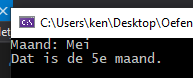 C:\Users\ken\Desktop\Oefen
Maand: Mei
Dat is de 5e maand.